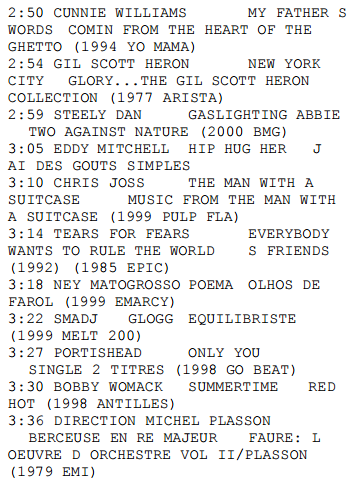 2:50 CUNNIE WILLIAMS MY FATHER S
WORDS COMIN FROM THE HEART OF THE
GHETTO (1994 YO MAMA)
2:54 GIL SCOTT HERON NEW YORK
CITY GLORY...THE GIL SCOTT HERON
COLLECTION (1977 ARISTA)
2:59 STEELY DAN GASLIGHTING ABBIE
TWO AGAINST NATURE (2000 BMG)
3:05 EDDY MITCHELL HIP HUG HER J
AI DES GOUTS SIMPLES
3:10 CHRIS JOSS THE MAN WITH A
SUITCASE MUSIC FROM THE MAN WITH
A SUITCASE (1999 PULP FLA)
3:14 TEARS FOR FEARS EVERYBODY
WANTS TO RULE THE WORLD S FRIENDS
(1992) (1985 EPIC)
3:18 NEY MATOGROSSO POEMA OLHOS DE
FAROL (1999 EMARCY)
3:22 SMADJ GLOGG EQUILIBRISTE
(1999 MELT 200)
3:27 PORTISHEAD ONLY YOU
SINGLE 2 TITRES (1998 GO BEAT)
3:30 BOBBY WOMACK SUMMERTIME RED
HOT (1998 ANTILLES)
3:36 DIRECTION MICHEL PLASSON
BERCEUSE EN RE MAJEUR FAURE: L
OEUVRE D ORCHESTRE VOL II/PLASSON
(1979 EMI)